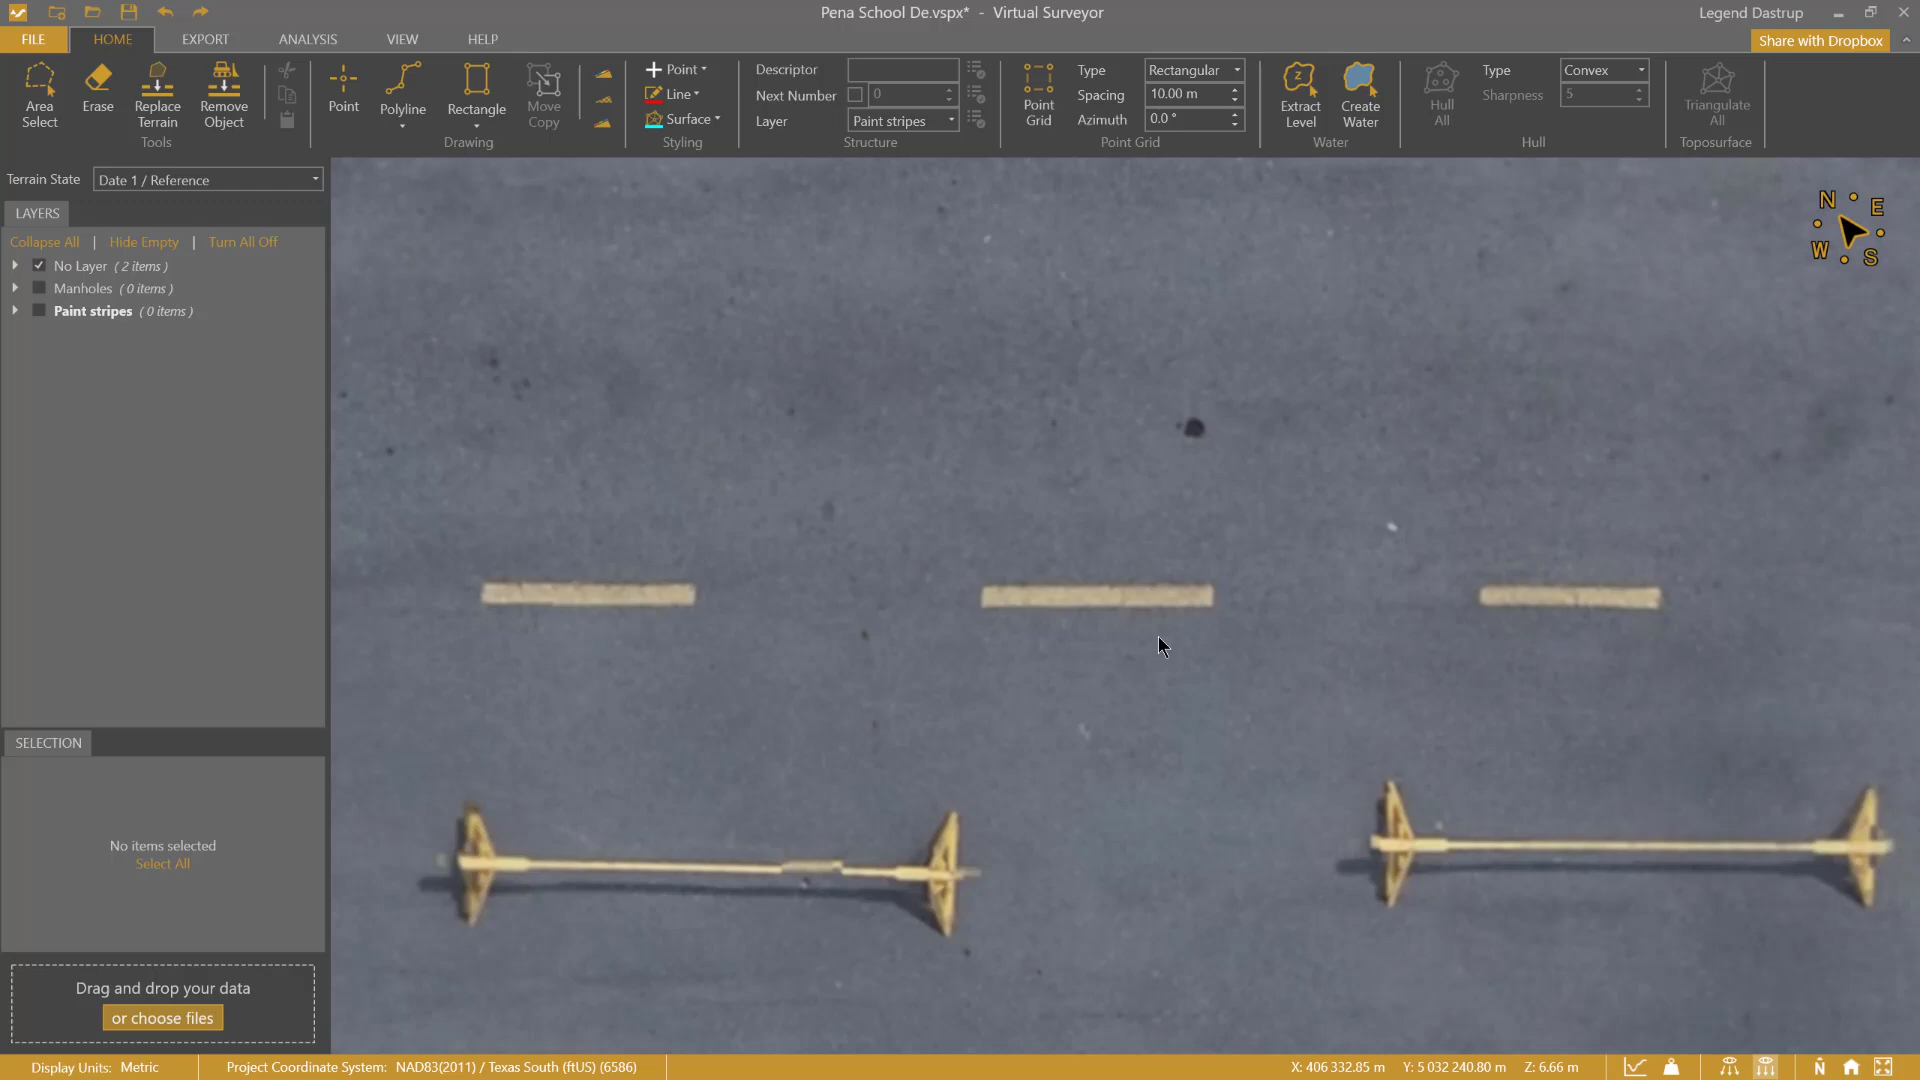 Pena School De.vspx* - Virtual Surveyor
Legend Dastrup
FILE HOME EXPORT ANALYSIS VIEW HELP
Share with Dropbox
Area Select
Erase
Replace Terrain
Remove Object
Tools
Point
Polyline
Rectangle
Move Copy
Drawing
Point
Line
Surface
Styling
Descriptor
Next Number 0
Layer Paint stripes
Structure
Point Grid
Type Rectangular
Spacing 10.00 m
Azimuth 0.0 °
Point Grid
Extract Level
Create Water
Water
Hull All
Type Convex
Sharpness 5
Hull
Triangulate All
Toposurface
Terrain State Date 1 / Reference
LAYERS
Collapse All | Hide Empty | Turn All Off
No Layer ( 2 items )
Manholes ( 0 items )
Paint stripes ( 0 items )
N E
W S
SELECTION
No items selected
Select All
Drag and drop your data
or choose files
Display Units: Metric
Project Coordinate System: NAD83(2011) / Texas South (ftUS) (6586)
X: 406 332.85 m Y: 5 032 240.80 m Z: 6.66 m
N